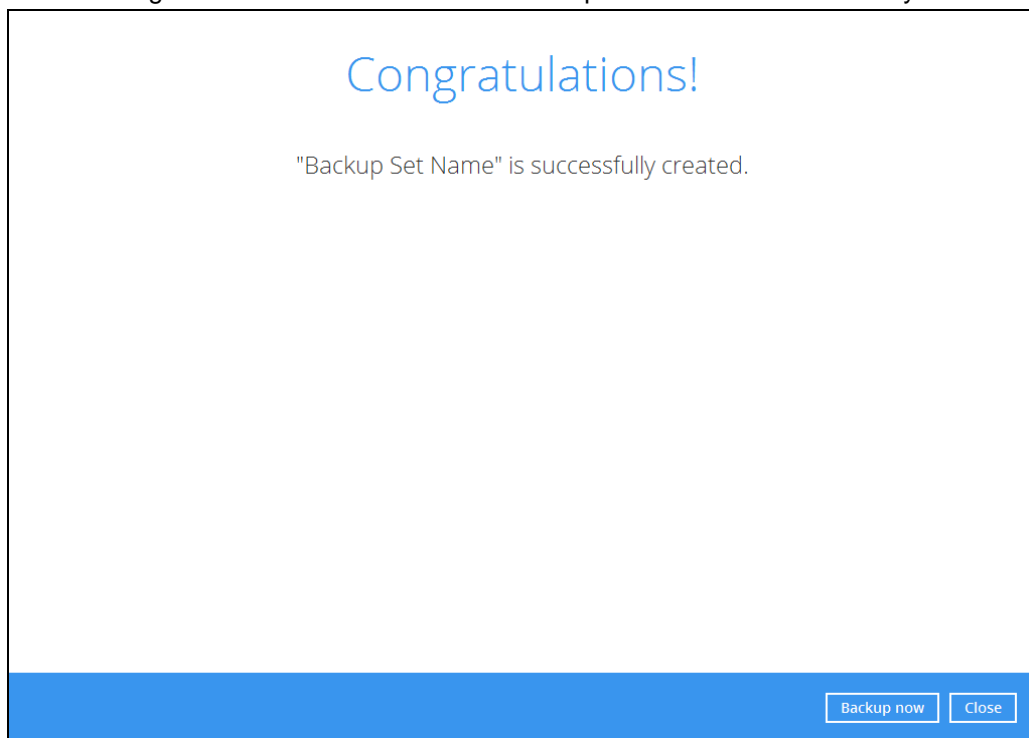 Congratulations!
"Backup Set Name" is successfully created.
Backup now
Close